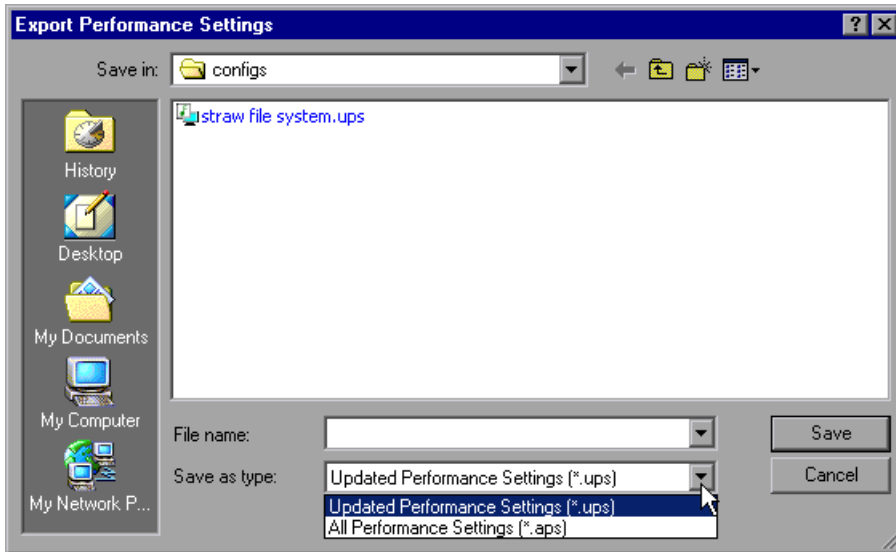 Export Performance Settings
Save in:
configs
straw file system.ups
History
Desktop
My Documents
My Computer
My Network P...
File name:
Save
Save as type:
Updated Performance Settings (*.ups)
Cancel
Updated Performance Settings (*.ups)
All Performance Settings (*.aps)